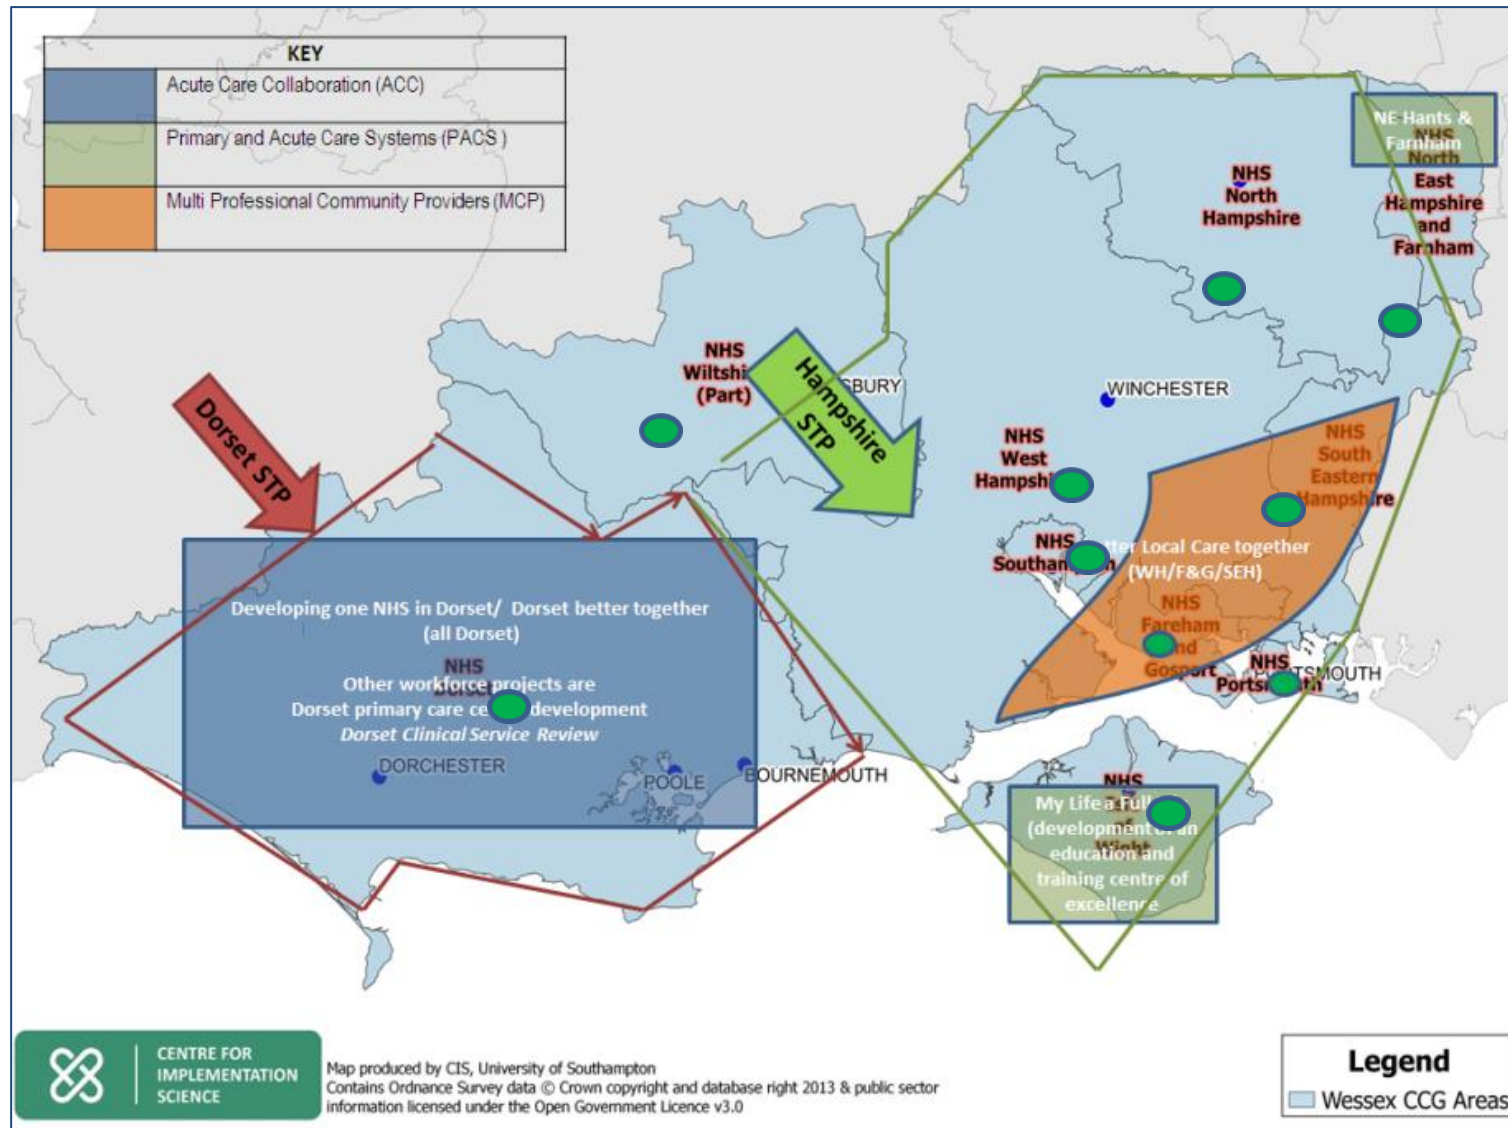 KEY
Acute Care Collaboration (ACC)
Primary and Acute Care Systems (PACS )
Multi Professional Community Providers (MCP)
NE Hants &
Farnham
NHS
North
East
Hampshire
and
Farnham
NHS
North
Hampshire
NHS
(Part)
WINCHESTER
Hampshire
STP
Dorset STP
NHS
West
NHS
South
Eastern
Hampshire
NHS
Local Care together
(WH/F&G/SEH)
NHS
Fareham
Gosport
NHS
Developing one NHS in Dorset/ Dorset better together
(all Dorset)
NHS
Other workforce projects are
Dorset primary care development
Dorset Clinical Service Review
DORCHESTER
POOLE
BOURNEMOUTH
NHS
My Life a
(development
education and
training centre of
excellence
of
Wight
CENTRE FOR
IMPLEMENTATION
SCIENCE
Map produced by CIS, University of Southampton
Contains Ordnance Survey data © Crown copyright and database right 2013 & public sector
information licensed under the Open Government Licence v3.0
Legend
Wessex CCG Areas